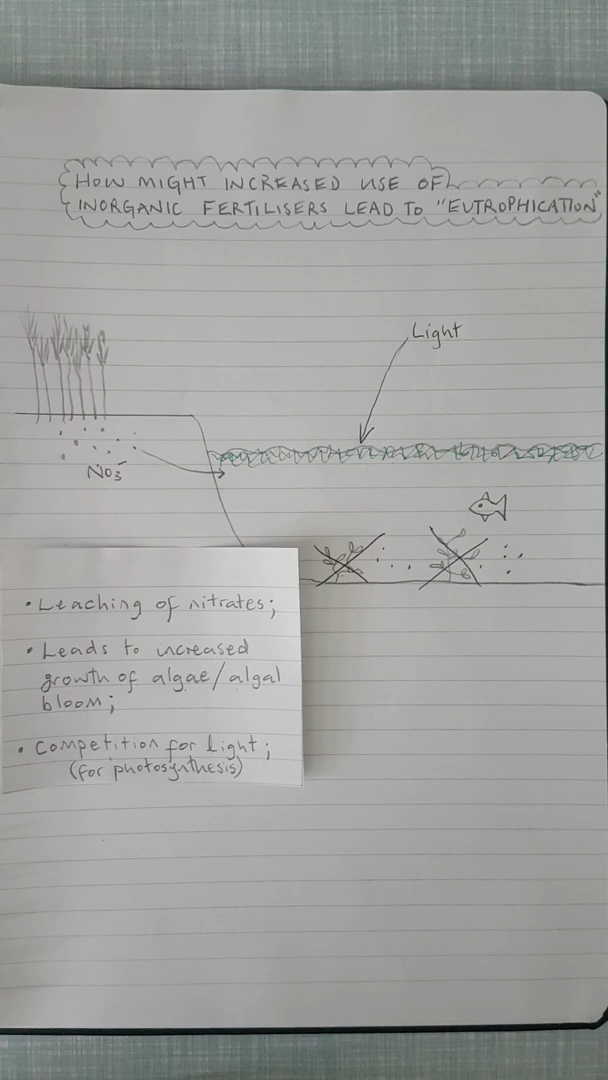 HOW MIGHT INCREASED USE OF
INORGANIC FERTILISERS LEAD TO "EUTROPHICATION"
Light
NO3-
• Leaching of nitrates;
• Leads to increased
growth of algae/algal
bloom;
• Competition for light;
(for photosynthesis)